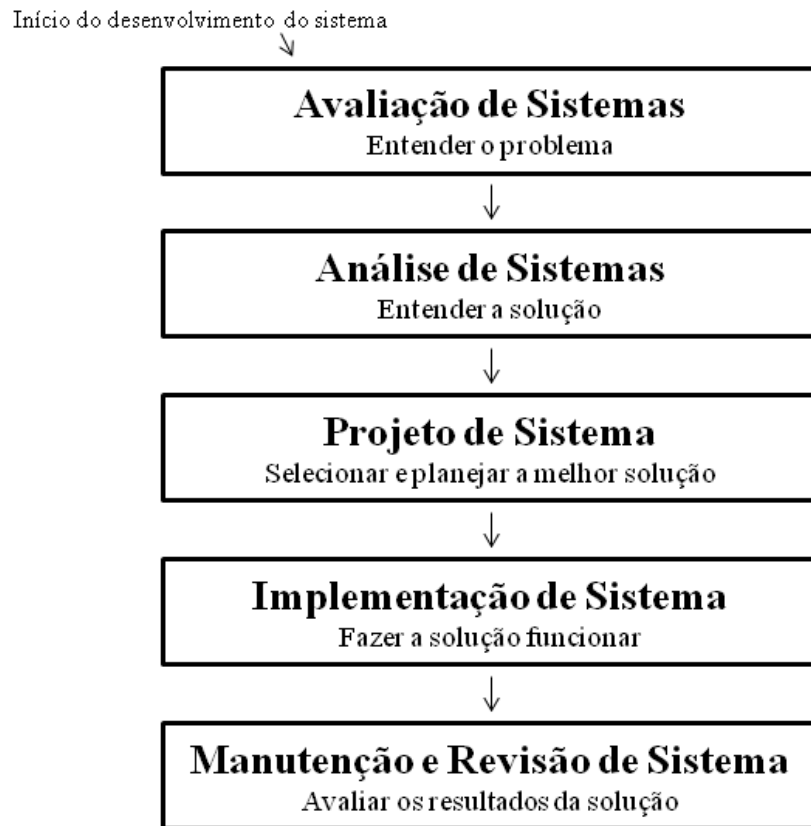 Início do desenvolvimento do sistema
Avaliação de Sistemas
Entender o problema
Análise de Sistemas
Entender a solução
Projeto de Sistema
Selecionar e planejar a melhor solução
Implementação de Sistema
Fazer a solução funcionar
Manutenção e Revisão de Sistema
Avaliar os resultados da solução